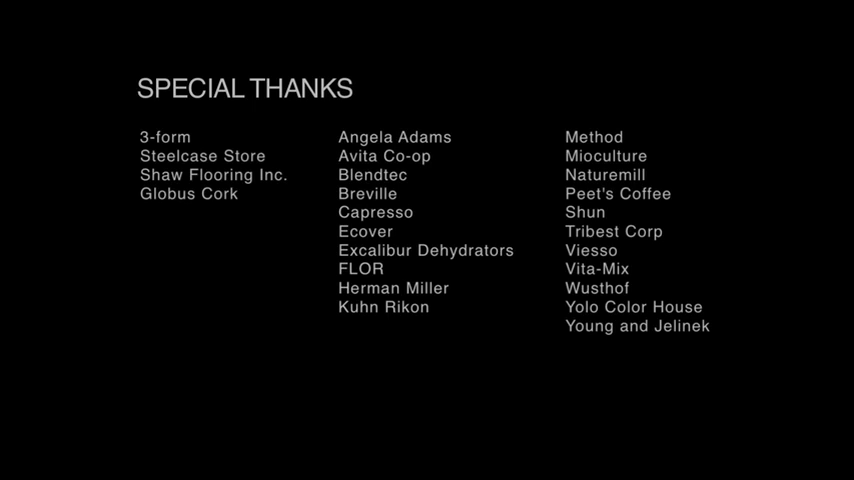 SPECIAL THANKS
3-form
Steelcase Store
Shaw Flooring Inc.
Globus Cork
Angela Adams
Avita Co-op
Blendtec
Breville
Capresso
Ecover
Excalibur Dehydrators
FLOR
Herman Miller
Kuhn Rikon
Method
Mioculture
Naturemill
Peet's Coffee
Shun
Tribest Corp
Viesso
Vita-Mix
Wusthof
Yolo Color House
Young and Jelinek